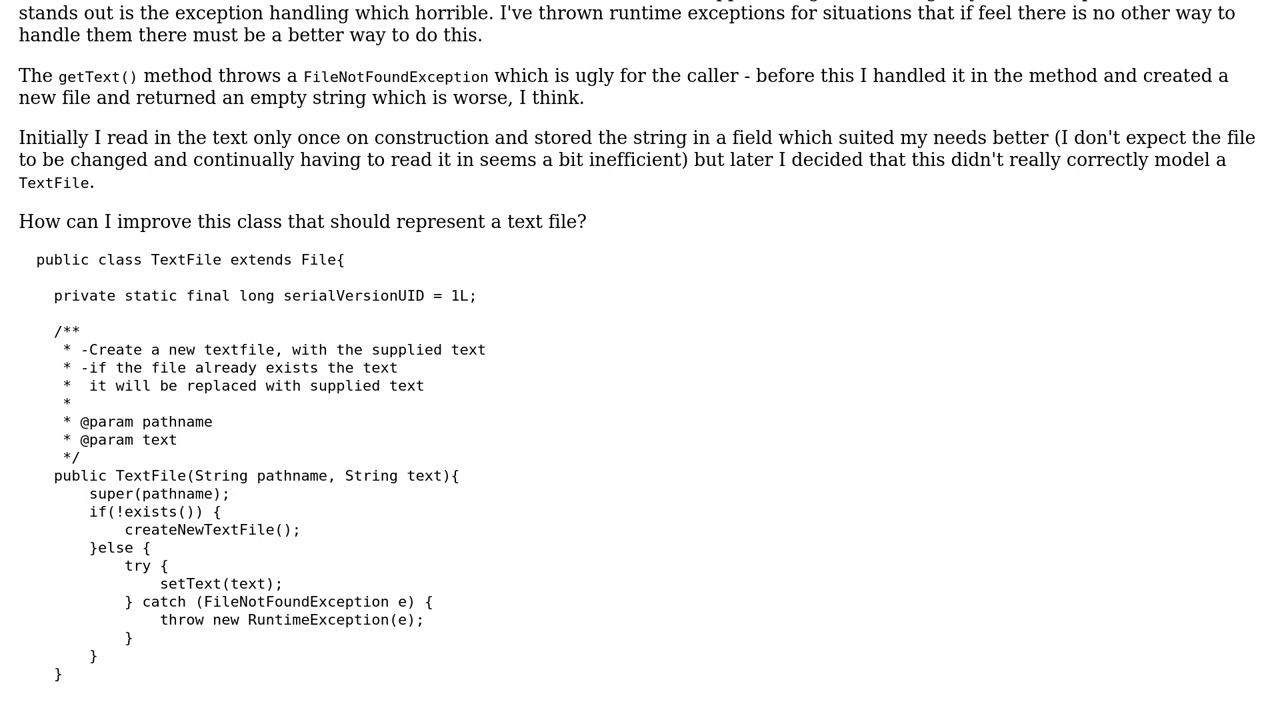 stands out is the exception handling which horrible. I've thrown runtime exceptions for situations that if feel there is no other way to
handle them there must be a better way to do this.
The getText() method throws a FileNotFoundException which is ugly for the caller - before this I handled it in the method and created a
new file and returned an empty string which is worse, I think.
Initially I read in the text only once on construction and stored the string in a field which suited my needs better (I don't expect the file
to be changed and continually having to read it in seems a bit inefficient) but later I decided that this didn't really correctly model a
TextFile.
How can I improve this class that should represent a text file?
public class TextFile extends File{
private static final long serialVersionUID = 1L;
/**
* -Create a new textfile, with the supplied text
* -if the file already exists the text
*  it will be replaced with supplied text
*
* @param pathname
* @param text
*/
public TextFile(String pathname, String text){
super(pathname);
if(!exists()) {
createNewTextFile();
}else {
try {
setText(text);
} catch (FileNotFoundException e) {
throw new RuntimeException(e);
}
}
}